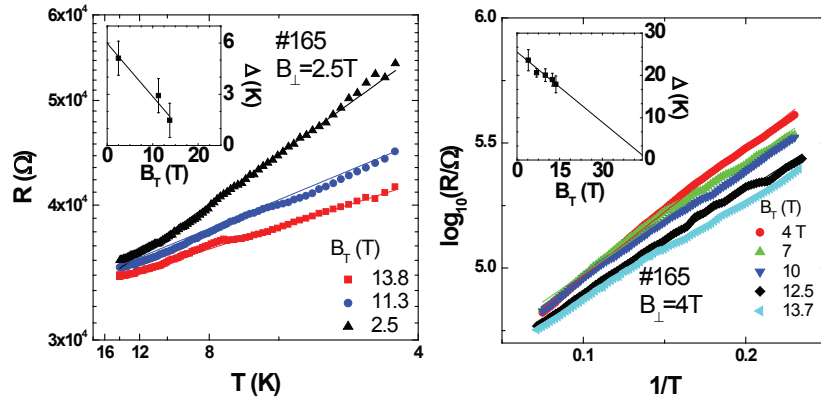 6x10⁴
5x10⁴
4x10⁴
3x10⁴
R (Ω)
16
12
8
4
T (K)
6
3
0
Δ (K)
0
20
B_T (T)
#165
B⊥=2.5T
B_T (T)
13.8
11.3
2.5
6.0
5.5
5.0
log₁₀(R/Ω)
0.1
0.2
1/T
30
20
10
0
Δ (K)
0
15
30
B_T (T)
#165
B⊥=4T
B_T (T)
4 T
7
10
12.5
13.7